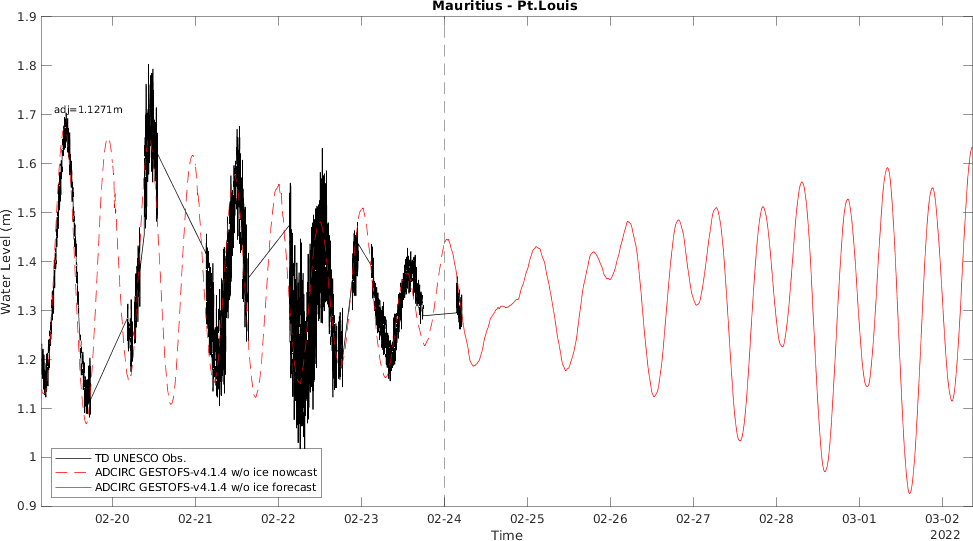 Mauritius - Pt.Louis
1.9
1.8
1.7
1.6
1.5
1.4
1.3
1.2
1.1
1
0.9
Water Level (m)
adj=1.1271m
TD UNESCO Obs.
ADCIRC GESTOFS-v4.1.4 w/o ice nowcast
ADCIRC GESTOFS-v4.1.4 w/o ice forecast
02-20 02-21 02-22 02-23 02-24 02-25 02-26 02-27 02-28 03-01 03-02
2022
Time